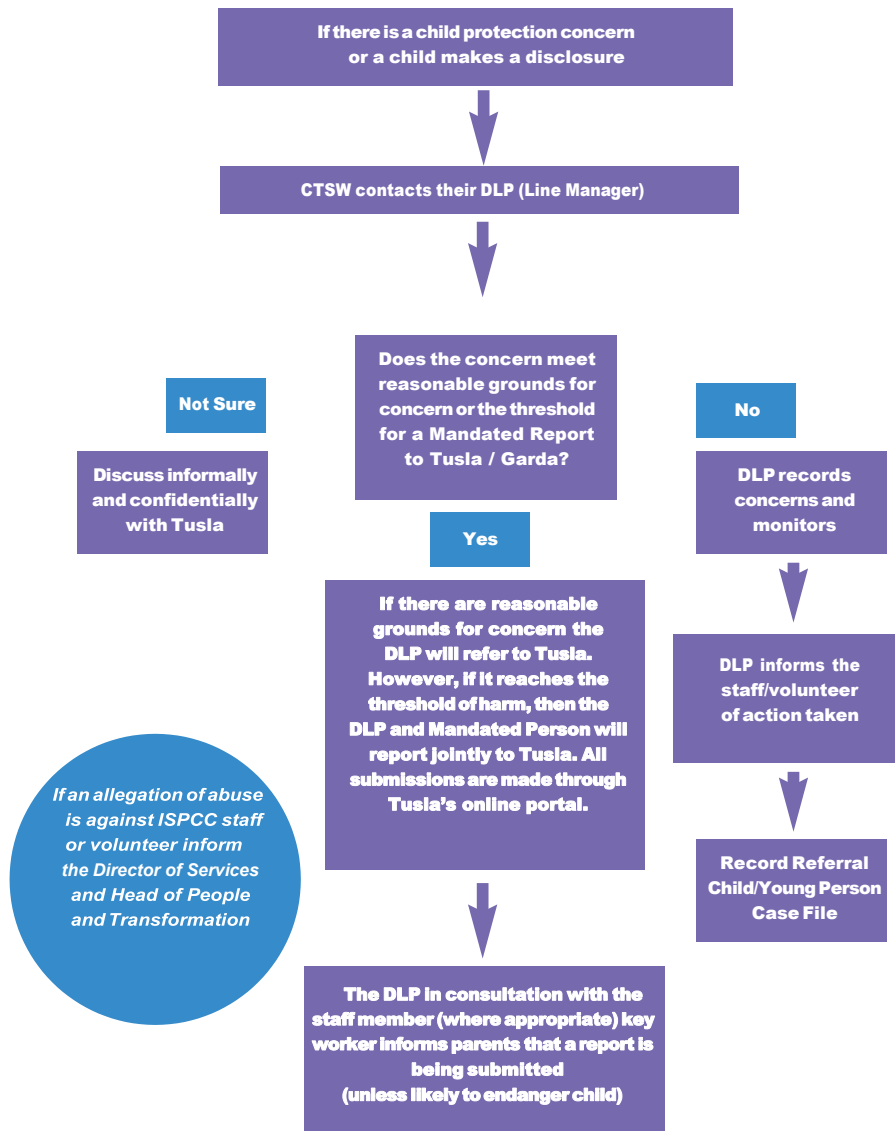 If there is a child protection concern
or a child makes a disclosure
CTSW contacts their DLP (Line Manager)
Does the concern meet
reasonable grounds for
concern or the threshold
for a Mandated Report
to Tusla / Garda?
Not Sure
Discuss informally
and confidentially
with Tusla
Yes
If there are reasonable
grounds for concern the
DLP will refer to Tusla.
However, if it reaches the
threshold of harm, then the
DLP and Mandated Person will
report jointly to Tusla. All
submissions are made through
Tusla's online portal.
The DLP in consultation with the
staff member (where appropriate) key
worker informs parents that a report is
being submitted
(unless likely to endanger child)
No
DLP records
concerns and
monitors
DLP informs the
staff/volunteer
of action taken
Record Referral
Child/Young Person
Case File
If an allegation of abuse
is against ISPCC staff
or volunteer inform
the Director of Services
and Head of People
and Transformation